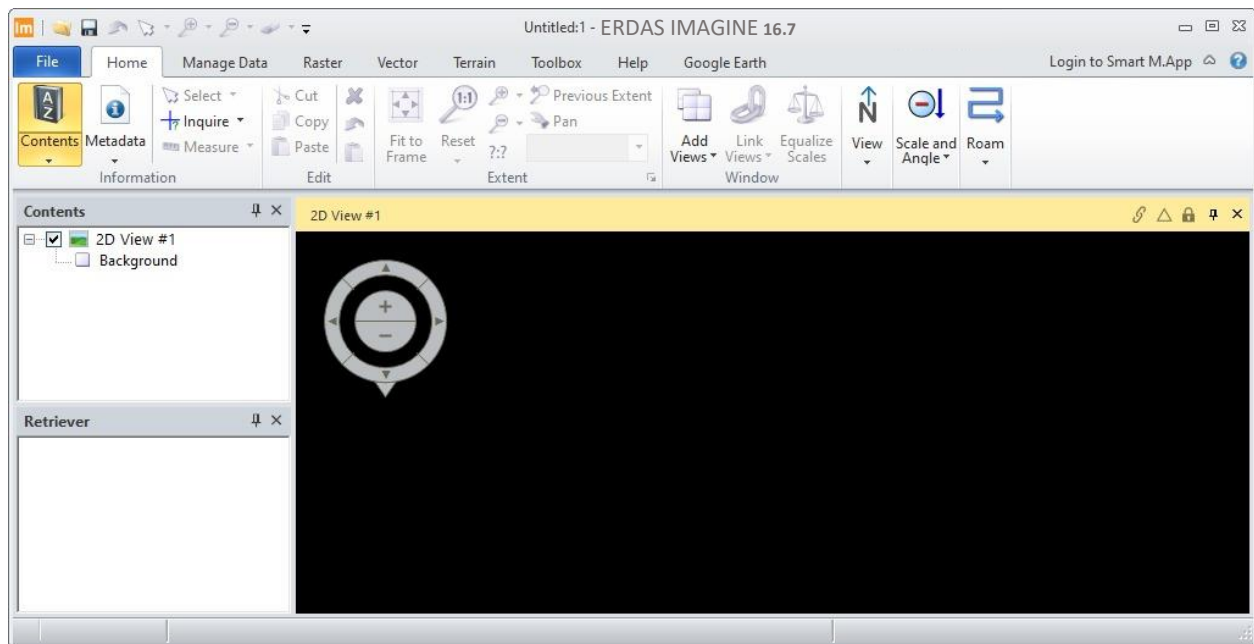 Im
Untitled:1 - ERDAS IMAGINE 16.7
File Home Manage Data Raster Vector Terrain Toolbox Help Google Earth Login to Smart M.App ?
A Z
Contents
i
Metadata
Select
? Inquire
Measure
Information
Cut
Copy
Paste
Edit
Fit to
Frame
1:1
Reset
?:?
Previous Extent
Pan
Extent
Add
Views
Link
Views
Equalize
Scales
Window
N
View
Scale and
Angle
Roam
Contents
2D View #1
Background
Retriever
2D View #1
+
−